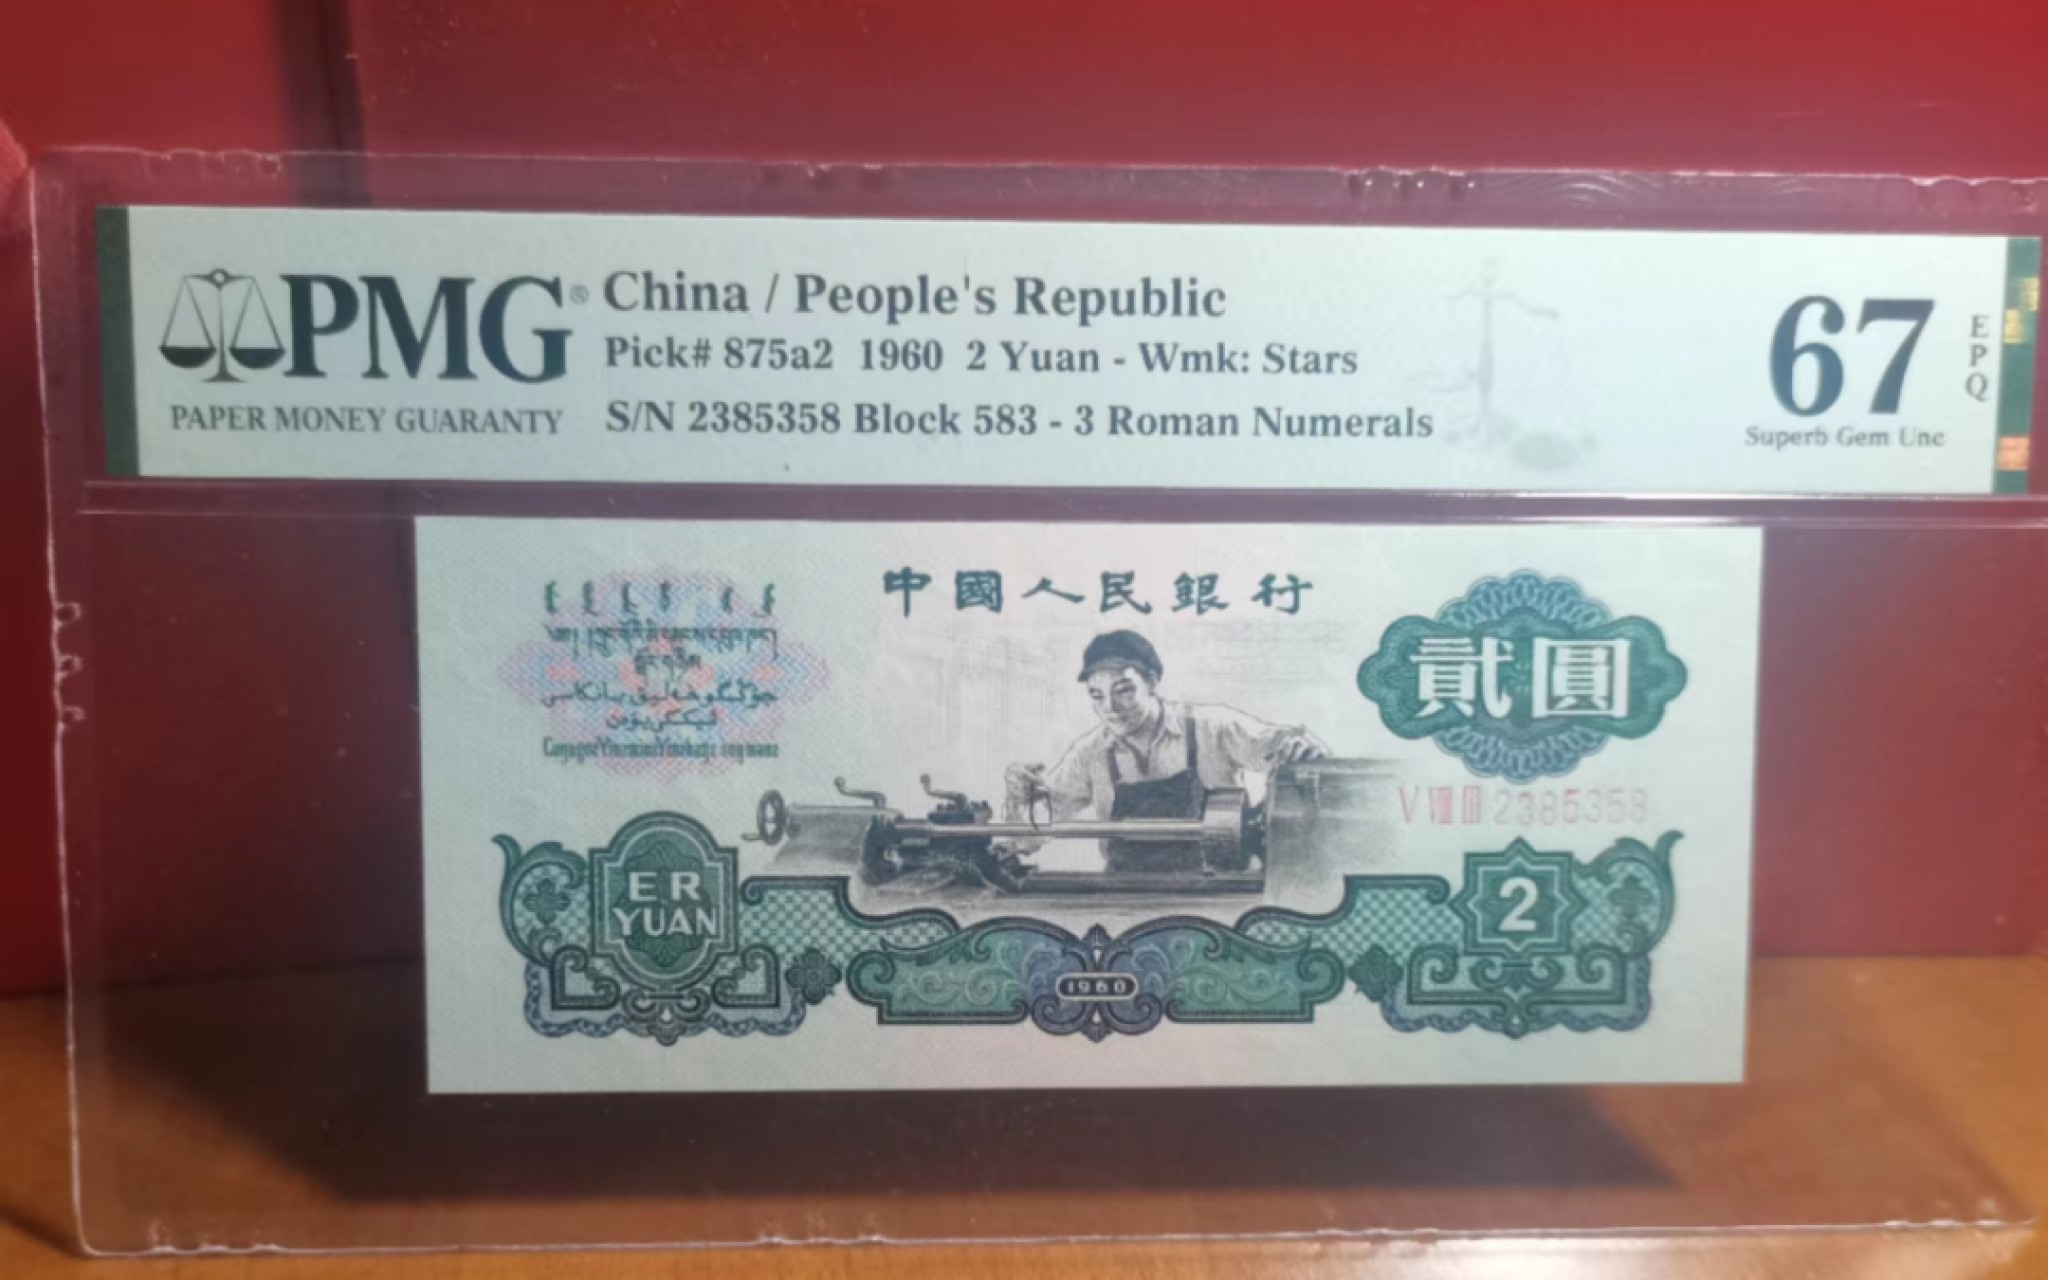 PMG®
PAPER MONEY GUARANTY
China / People's Republic
Pick# 875a2 1960 2 Yuan - Wmk: Stars
S/N 2385358 Block 583 - 3 Roman Numerals
67
EPQ
Superb Gem Unc
中國人民銀行
貳圓
V VIII III 2385358
ER
YUAN
1960
2